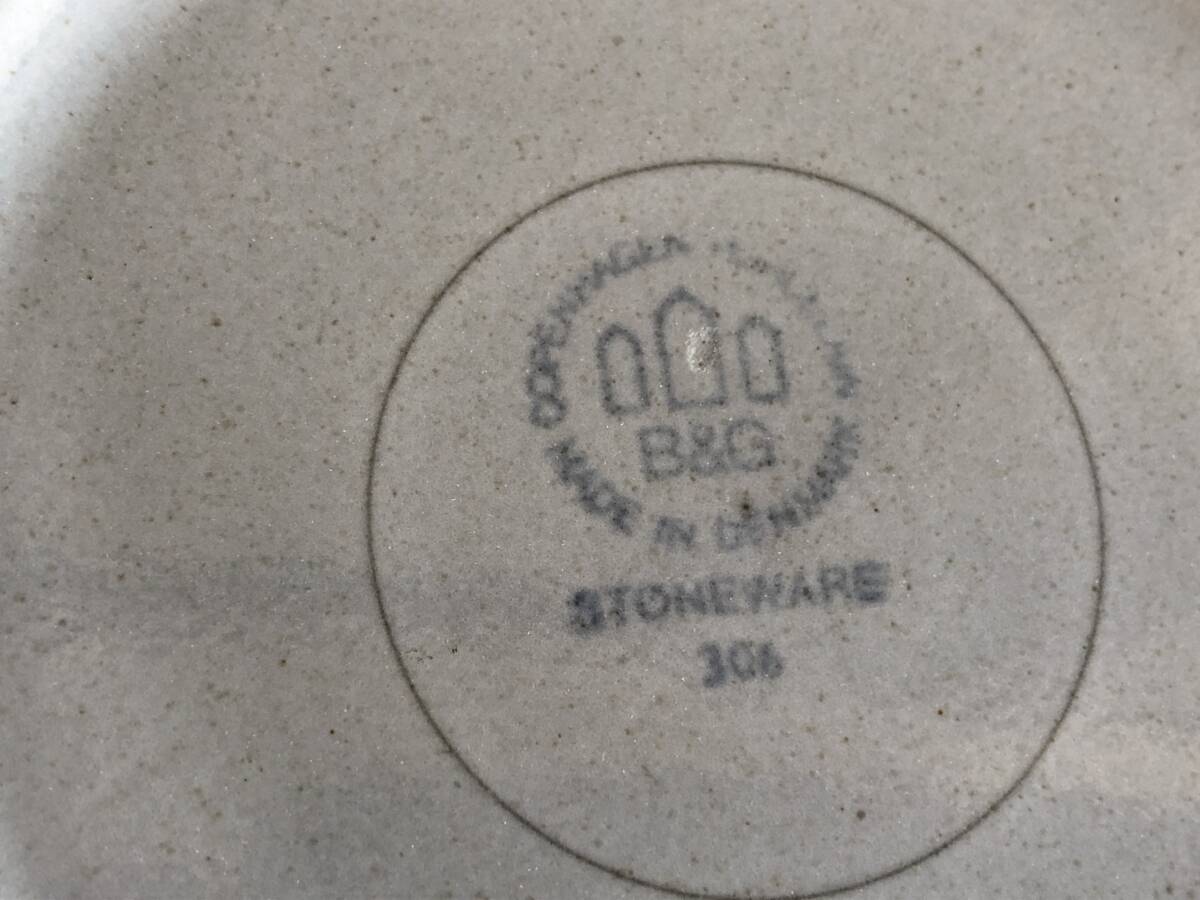 COPENHAGEN
B&G
MADE IN DENMARK
STONEWARE
306